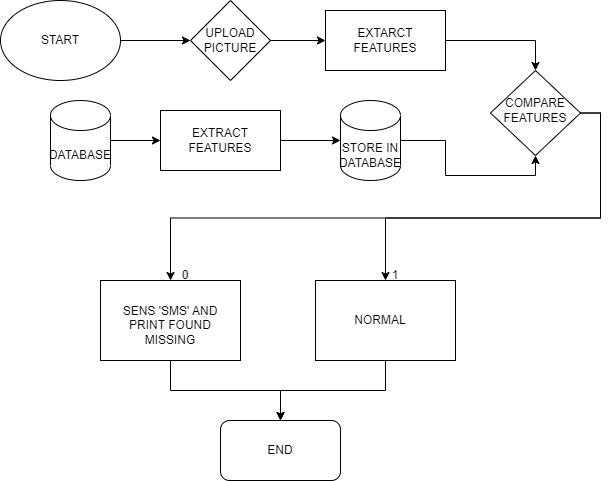 START
UPLOAD
PICTURE
EXTARCT
FEATURES
COMPARE
FEATURES
DATABASE
EXTRACT
FEATURES
STORE IN
DATABASE
0
1
SENS 'SMS' AND
PRINT FOUND
MISSING
NORMAL
END